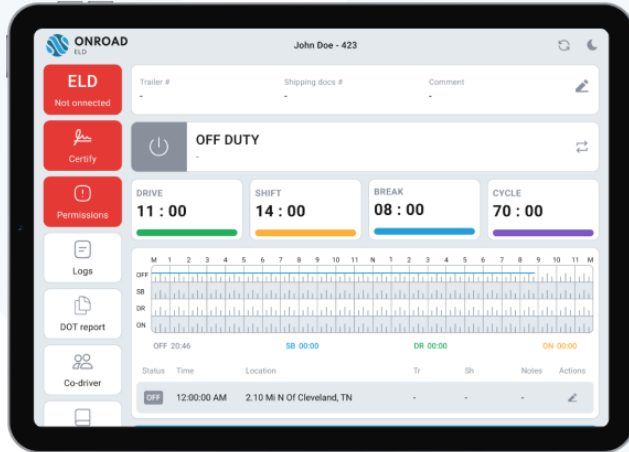 ONROAD
ELD
John Doe - 423
ELD
Not onnected
Certify
Permissions
Logs
DOT report
Co-driver
Trailer #
-
Shipping docs #
-
Comment
-
OFF DUTY
-
DRIVE
11 : 00
SHIFT
14 : 00
BREAK
08 : 00
CYCLE
70 : 00
M 1 2 3 4 5 6 7 8 9 10 11 N 1 2 3 4 5 6 7 8 9 10 11 M
OFF
SB
DR
ON
OFF 20:46 SB 00:00 DR 00:00 ON 00:00
Status Time Location Tr Sh Notes Actions
OFF 12:00:00 AM 2.10 Mi N Of Cleveland, TN - - -